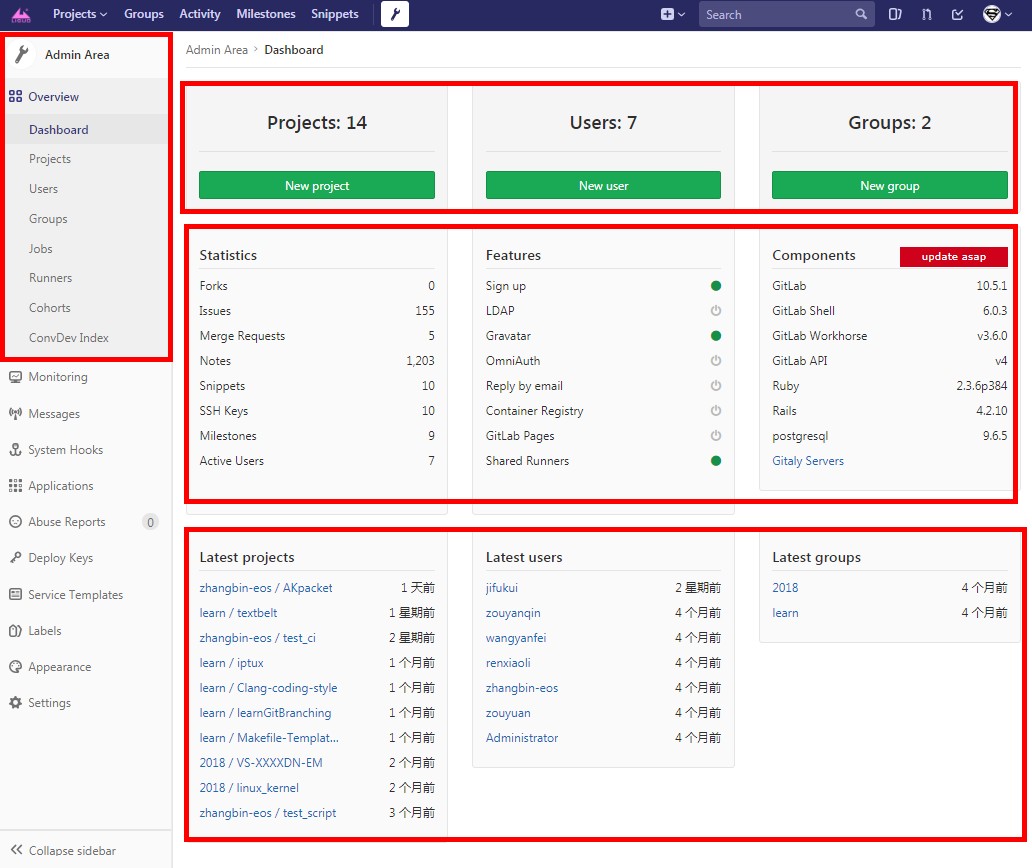 Projects Groups Activity Milestones Snippets Search
Admin Area
Overview
Dashboard
Projects
Users
Groups
Jobs
Runners
Cohorts
ConvDev Index
Monitoring
Messages
System Hooks
Applications
Abuse Reports 0
Deploy Keys
Service Templates
Labels
Appearance
Settings
Collapse sidebar
Admin Area › Dashboard
Projects: 14
New project
Users: 7
New user
Groups: 2
New group
Statistics
Forks 0
Issues 155
Merge Requests 5
Notes 1,203
Snippets 10
SSH Keys 10
Milestones 9
Active Users 7
Features
Sign up
LDAP
Gravatar
OmniAuth
Reply by email
Container Registry
GitLab Pages
Shared Runners
Components update asap
GitLab 10.5.1
GitLab Shell 6.0.3
GitLab Workhorse v3.6.0
GitLab API v4
Ruby 2.3.6p384
Rails 4.2.10
postgresql 9.6.5
Gitaly Servers
Latest projects
zhangbin-eos / AKpacket 1 天前
learn / textbelt 1 星期前
zhangbin-eos / test_ci 2 星期前
learn / iptux 1 个月前
learn / Clang-coding-style 1 个月前
learn / learnGitBranching 1 个月前
learn / Makefile-Templat... 1 个月前
2018 / VS-XXXXDN-EM 2 个月前
2018 / linux_kernel 2 个月前
zhangbin-eos / test_script 3 个月前
Latest users
jifukui 2 星期前
zouyanqin 4 个月前
wangyanfei 4 个月前
renxiaoli 4 个月前
zhangbin-eos 4 个月前
zouyuan 4 个月前
Administrator 4 个月前
Latest groups
2018 4 个月前
learn 4 个月前